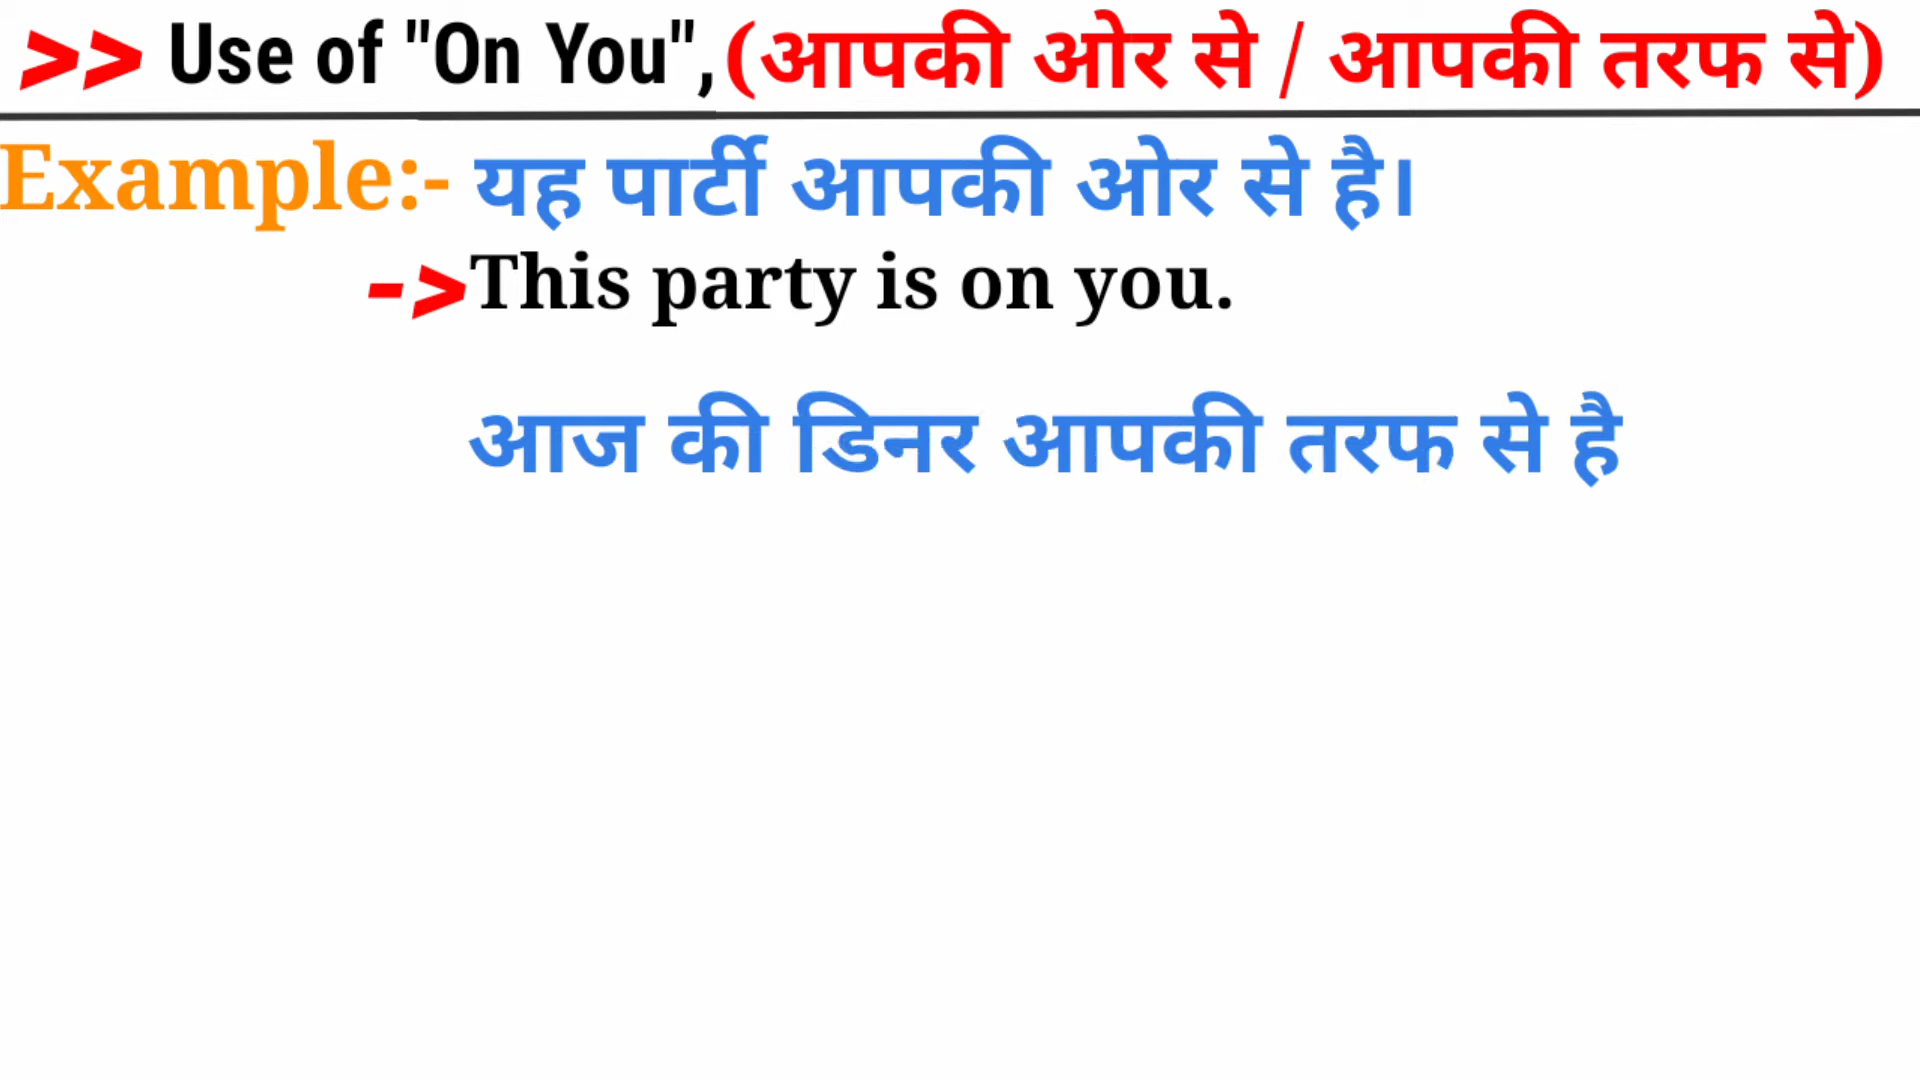 >> Use of "On You", (आपकी ओर से / आपकी तरफ से)
Example:- यह पार्टी आपकी ओर से है।
->This party is on you.
आज की डिनर आपकी तरफ से है